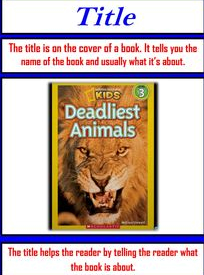 Title
The title is on the cover of a book. It tells you the
name of the book and usually what it's about.
KIDS
3
Deadliest
Animals
SCHOLASTIC
The title helps the reader by telling the reader what
the book is about.